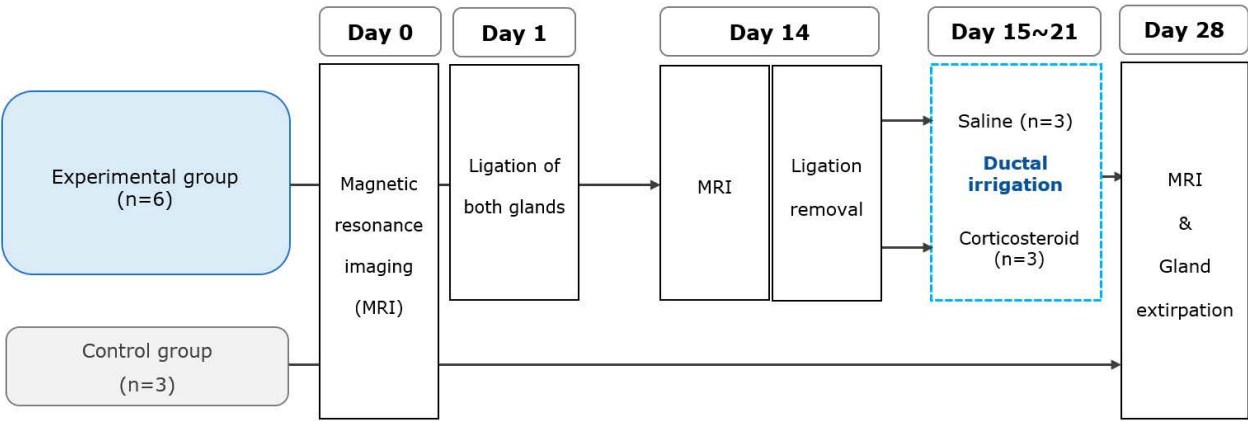 Day 0
Day 1
Day 14
Day 15~21
Day 28
Experimental group
(n=6)
Control group
(n=3)
Magnetic
resonance
imaging
(MRI)
Ligation of
both glands
MRI
Ligation
removal
Saline (n=3)
Ductal
irrigation
Corticosteroid
(n=3)
MRI
&
Gland
extirpation